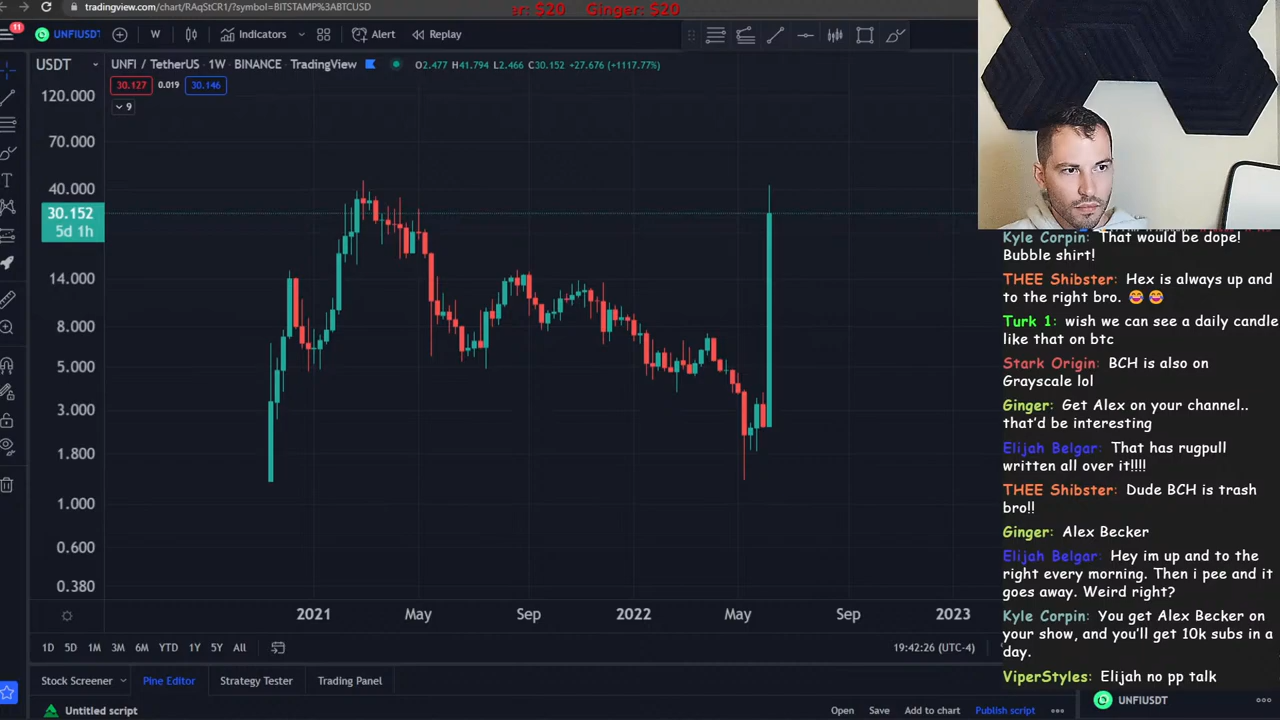 tradingview.com/chart/RAqStCR1/?symbol=BITSTAMP%3ABTCUSD
er: $20 Ginger: $20
11
UNFIUSDT
W
Indicators
Alert
Replay
USDT
UNFI / TetherUS · 1W · BINANCE · TradingView
O2.477 H41.794 L2.466 C30.152 +27.676 (+1117.77%)
30.127 0.019 30.146
9
120.000
70.000
40.000
30.152
5d 1h
14.000
8.000
5.000
3.000
1.800
1.000
0.600
0.380
2021 May Sep 2022 May Sep 2023
1D 5D 1M 3M 6M YTD 1Y 5Y All
19:42:26 (UTC-4)
Stock Screener Pine Editor Strategy Tester Trading Panel
Untitled script
Open Save Add to chart Publish script
Kyle Corpin: That would be dope!
Bubble shirt!
THEE Shibster: Hex is always up and
to the right bro. 😂 😂
Turk 1: wish we can see a daily candle
like that on btc
Stark Origin: BCH is also on
Grayscale lol
Ginger: Get Alex on your channel..
that'd be interesting
Elijah Belgar: That has rugpull
written all over it!!!!
THEE Shibster: Dude BCH is trash
bro!!
Ginger: Alex Becker
Elijah Belgar: Hey im up and to the
right every morning. Then i pee and it
goes away. Weird right?
Kyle Corpin: You get Alex Becker on
your show, and you'll get 10k subs in a
day.
ViperStyles: Elijah no pp talk
UNFIUSDT